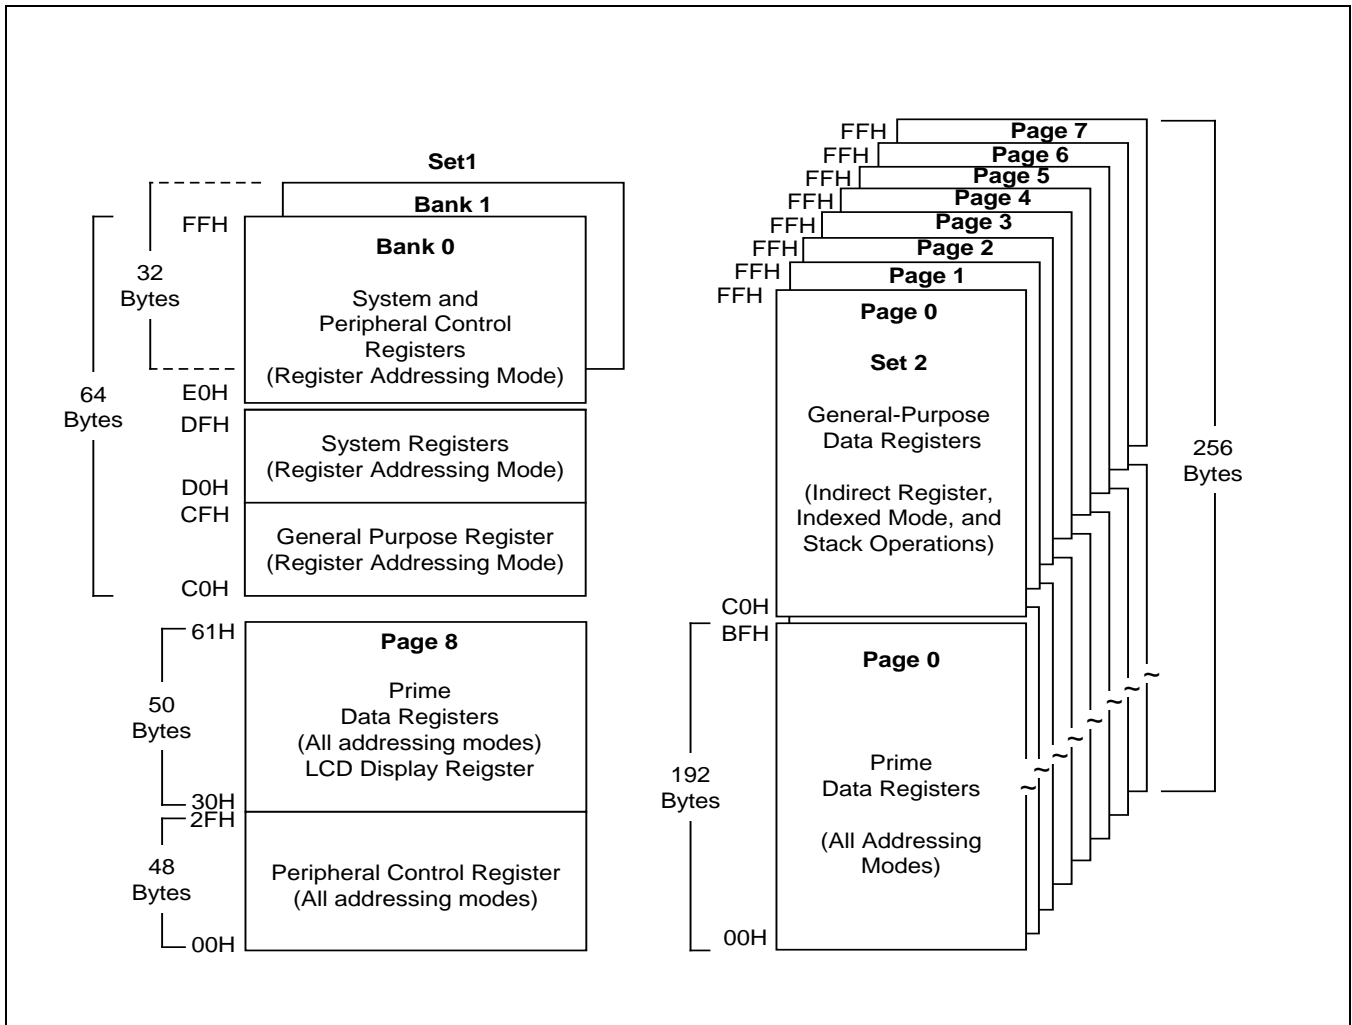 Set1
Bank 1
FFH
Bank 0
32
Bytes
System and
Peripheral Control
Registers
(Register Addressing Mode)
64
Bytes
E0H
DFH
System Registers
(Register Addressing Mode)
D0H
CFH
General Purpose Register
(Register Addressing Mode)
C0H
61H
Page 8
50
Bytes
Prime
Data Registers
(All addressing modes)
LCD Display Reigster
30H
2FH
48
Bytes
Peripheral Control Register
(All addressing modes)
00H
FFH
Page 7
FFH
Page 6
FFH
Page 5
FFH
Page 4
FFH
Page 3
FFH
Page 2
FFH
Page 1
FFH
Page 0
Set 2
General-Purpose
Data Registers
(Indirect Register,
Indexed Mode, and
Stack Operations)
256
Bytes
C0H
BFH
Page 0
192
Bytes
Prime
Data Registers
(All Addressing
Modes)
00H
~
~
~
~
~
~
~
~